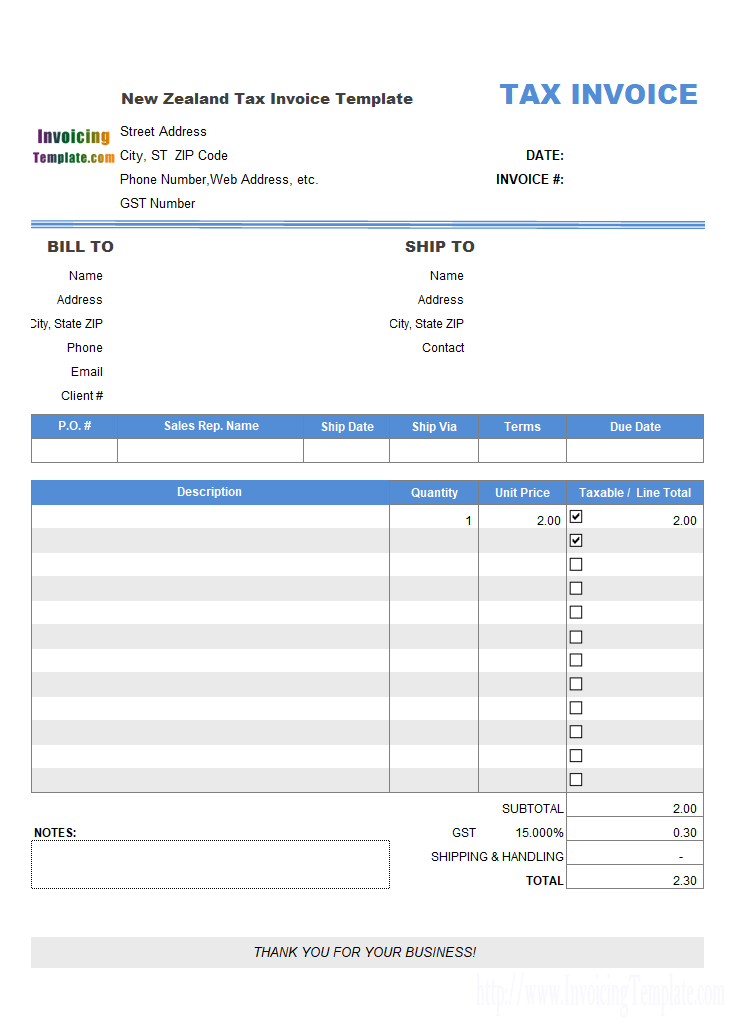 New Zealand Tax Invoice Template
TAX INVOICE
Invoicing
Template.com
Street Address
City, ST  ZIP Code
Phone Number,Web Address, etc.
GST Number
DATE:
INVOICE #:
BILL TO
Name
Address
City, State ZIP
Phone
Email
Client #
SHIP TO
Name
Address
City, State ZIP
Contact
P.O. # Sales Rep. Name Ship Date Ship Via Terms Due Date
Description Quantity Unit Price Taxable / Line Total
1 2.00 2.00
SUBTOTAL 2.00
NOTES: GST 15.000% 0.30
SHIPPING & HANDLING -
TOTAL 2.30
THANK YOU FOR YOUR BUSINESS!
http://www.InvoicingTemplate.com